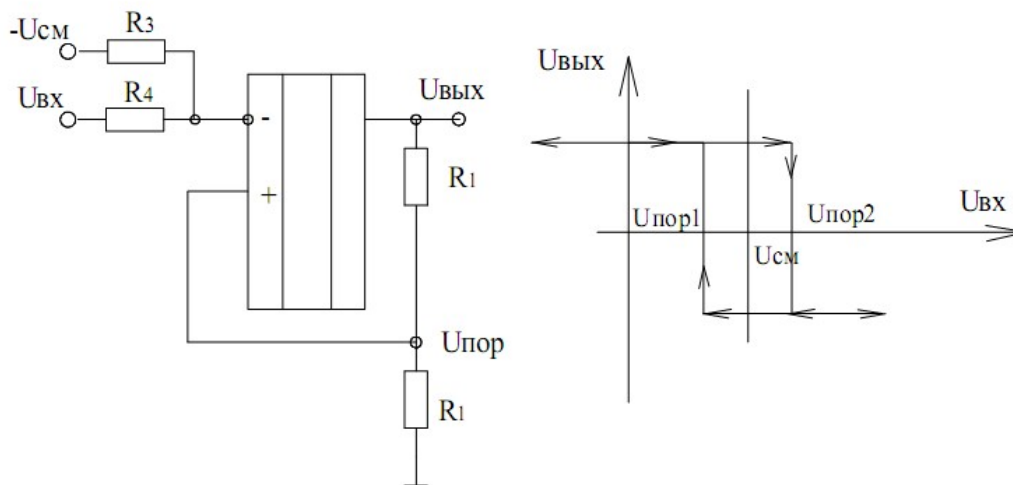 -Uсм
R3
Uвх
R4
-
+
Uвых
R1
Uпор
R1
Uвых
Uпор1
Uпор2
Uвх
Uсм